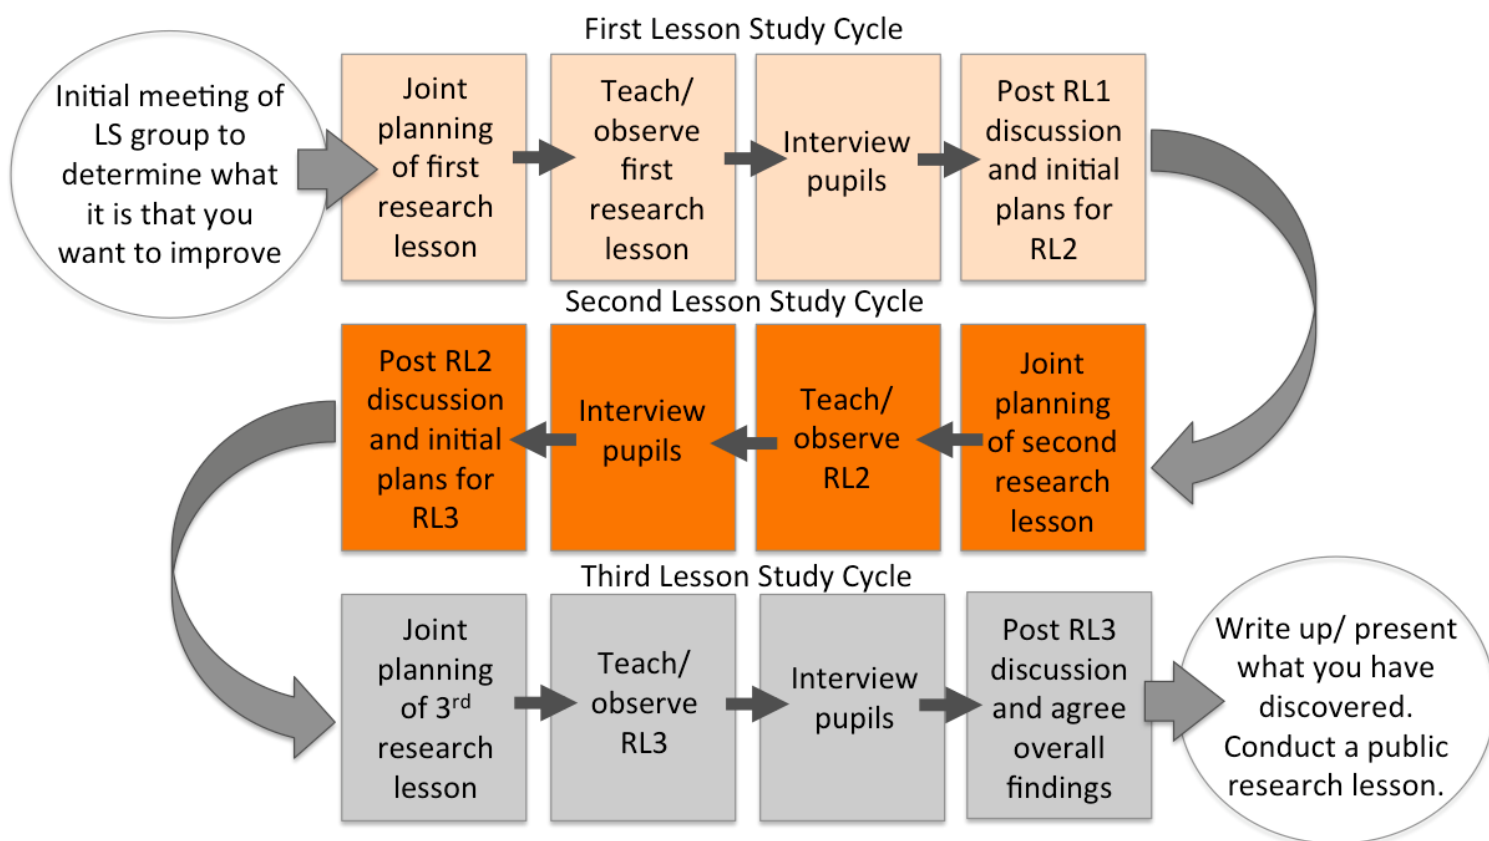 First Lesson Study Cycle
Initial meeting of
LS group to
determine what
it is that you
want to improve
Joint
planning
of first
research
lesson
Teach/
observe
first
research
lesson
Interview
pupils
Post RL1
discussion
and initial
plans for
RL2
Second Lesson Study Cycle
Joint
planning
of second
research
lesson
Teach/
observe
RL2
Interview
pupils
Post RL2
discussion
and initial
plans for
RL3
Third Lesson Study Cycle
Joint
planning
of 3rd
research
lesson
Teach/
observe
RL3
Interview
pupils
Post RL3
discussion
and agree
overall
findings
Write up/ present
what you have
discovered.
Conduct a public
research lesson.